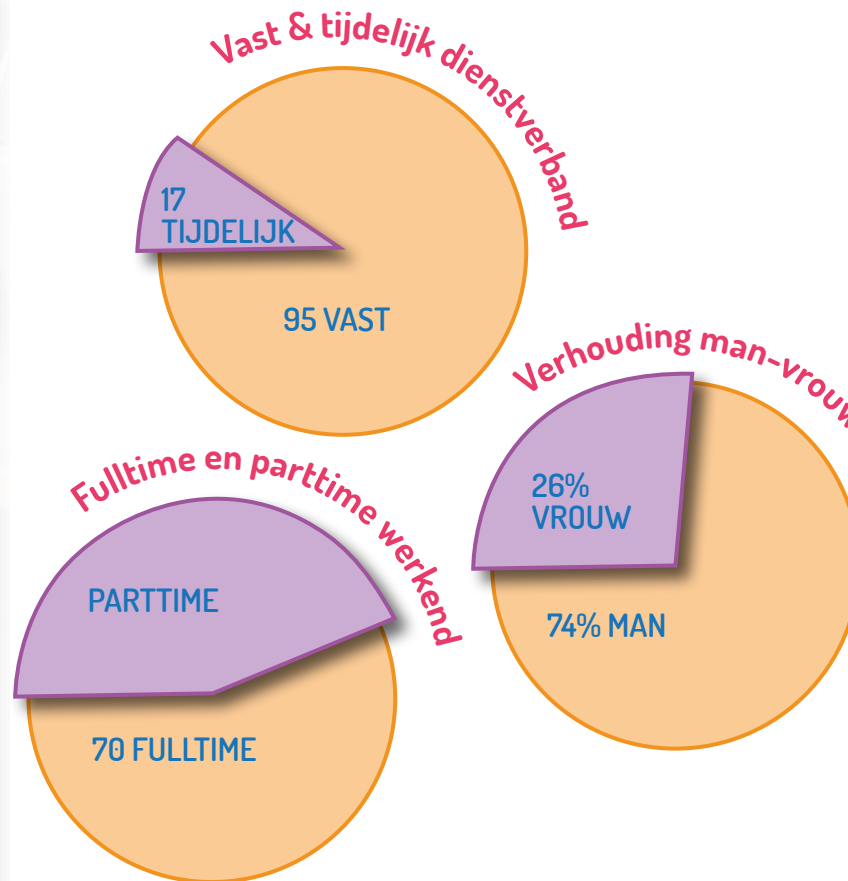 Vast & tijdelijk dienstverband
17
TIJDELIJK
95 VAST
Verhouding man-vrouw
26%
VROUW
74% MAN
Fulltime en parttime werkend
PARTTIME
70 FULLTIME